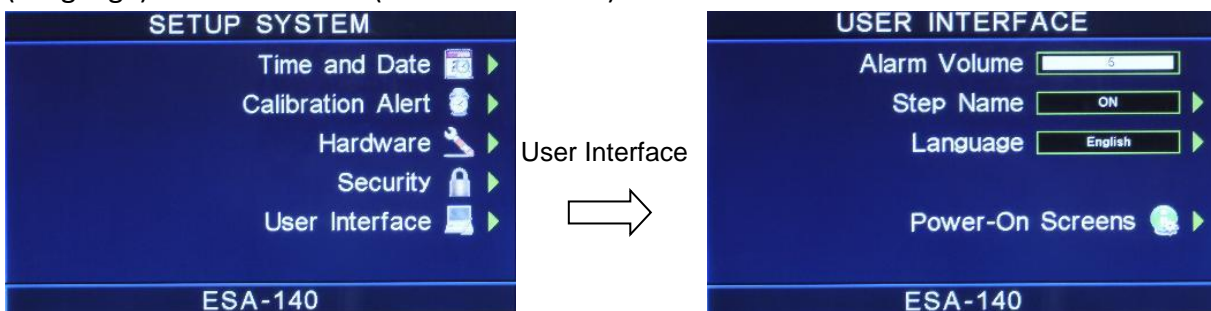 SETUP SYSTEM
Time and Date
Calibration Alert
Hardware
Security
User Interface
ESA-140
User Interface
USER INTERFACE
Alarm Volume 5
Step Name ON
Language English
Power-On Screens
ESA-140